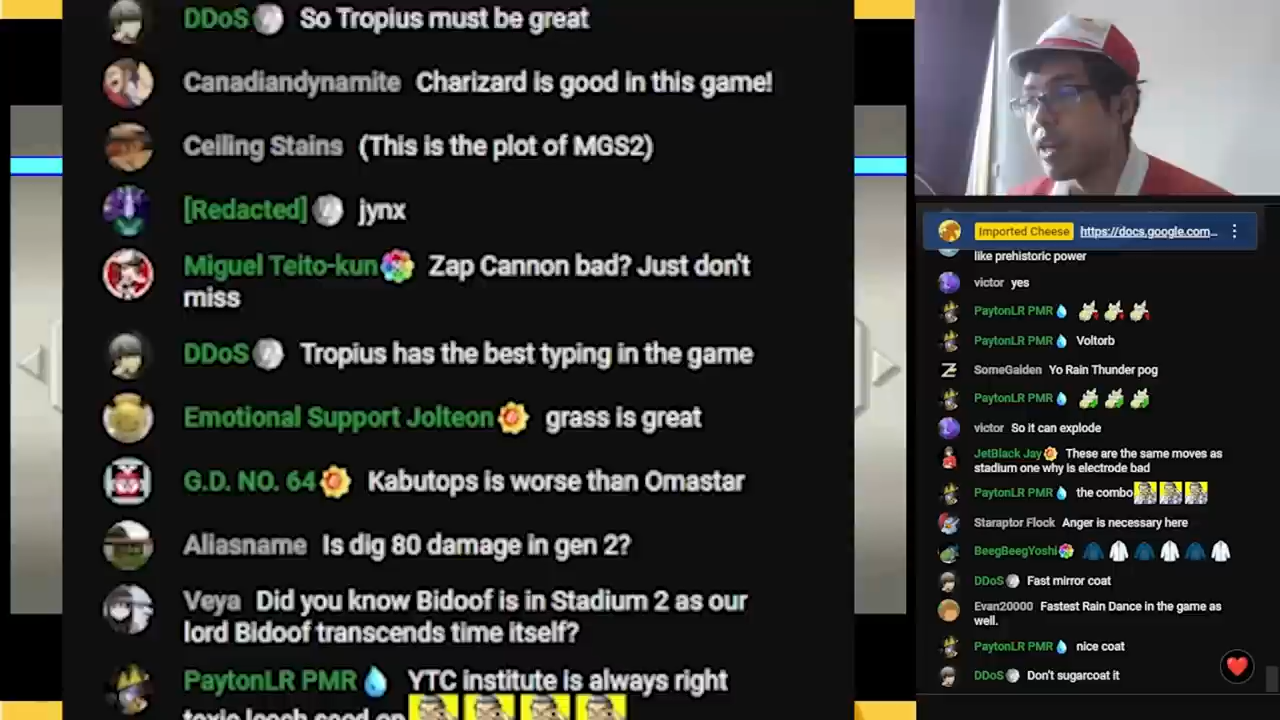 DDoS So Tropius must be great
Canadiandynamite Charizard is good in this game!
Ceiling Stains (This is the plot of MGS2)
[Redacted] jynx
Miguel Teito-kun Zap Cannon bad? Just don't
miss
DDoS Tropius has the best typing in the game
Emotional Support Jolteon grass is great
G.D. NO. 64 Kabutops is worse than Omastar
Aliasname Is dig 80 damage in gen 2?
Veya Did you know Bidoof is in Stadium 2 as our
lord Bidoof transcends time itself?
PaytonLR PMR YTC institute is always right
toxic leech seed op
Imported Cheese https://docs.google.com...
like prehistoric power
victor yes
PaytonLR PMR
PaytonLR PMR Voltorb
SomeGaiden Yo Rain Thunder pog
PaytonLR PMR
victor So it can explode
JetBlack Jay These are the same moves as
stadium one why is electrode bad
PaytonLR PMR the combo
Staraptor Flock Anger is necessary here
BeegBeegYoshi
DDoS Fast mirror coat
Evan20000 Fastest Rain Dance in the game as
well.
PaytonLR PMR nice coat
DDoS Don't sugarcoat it